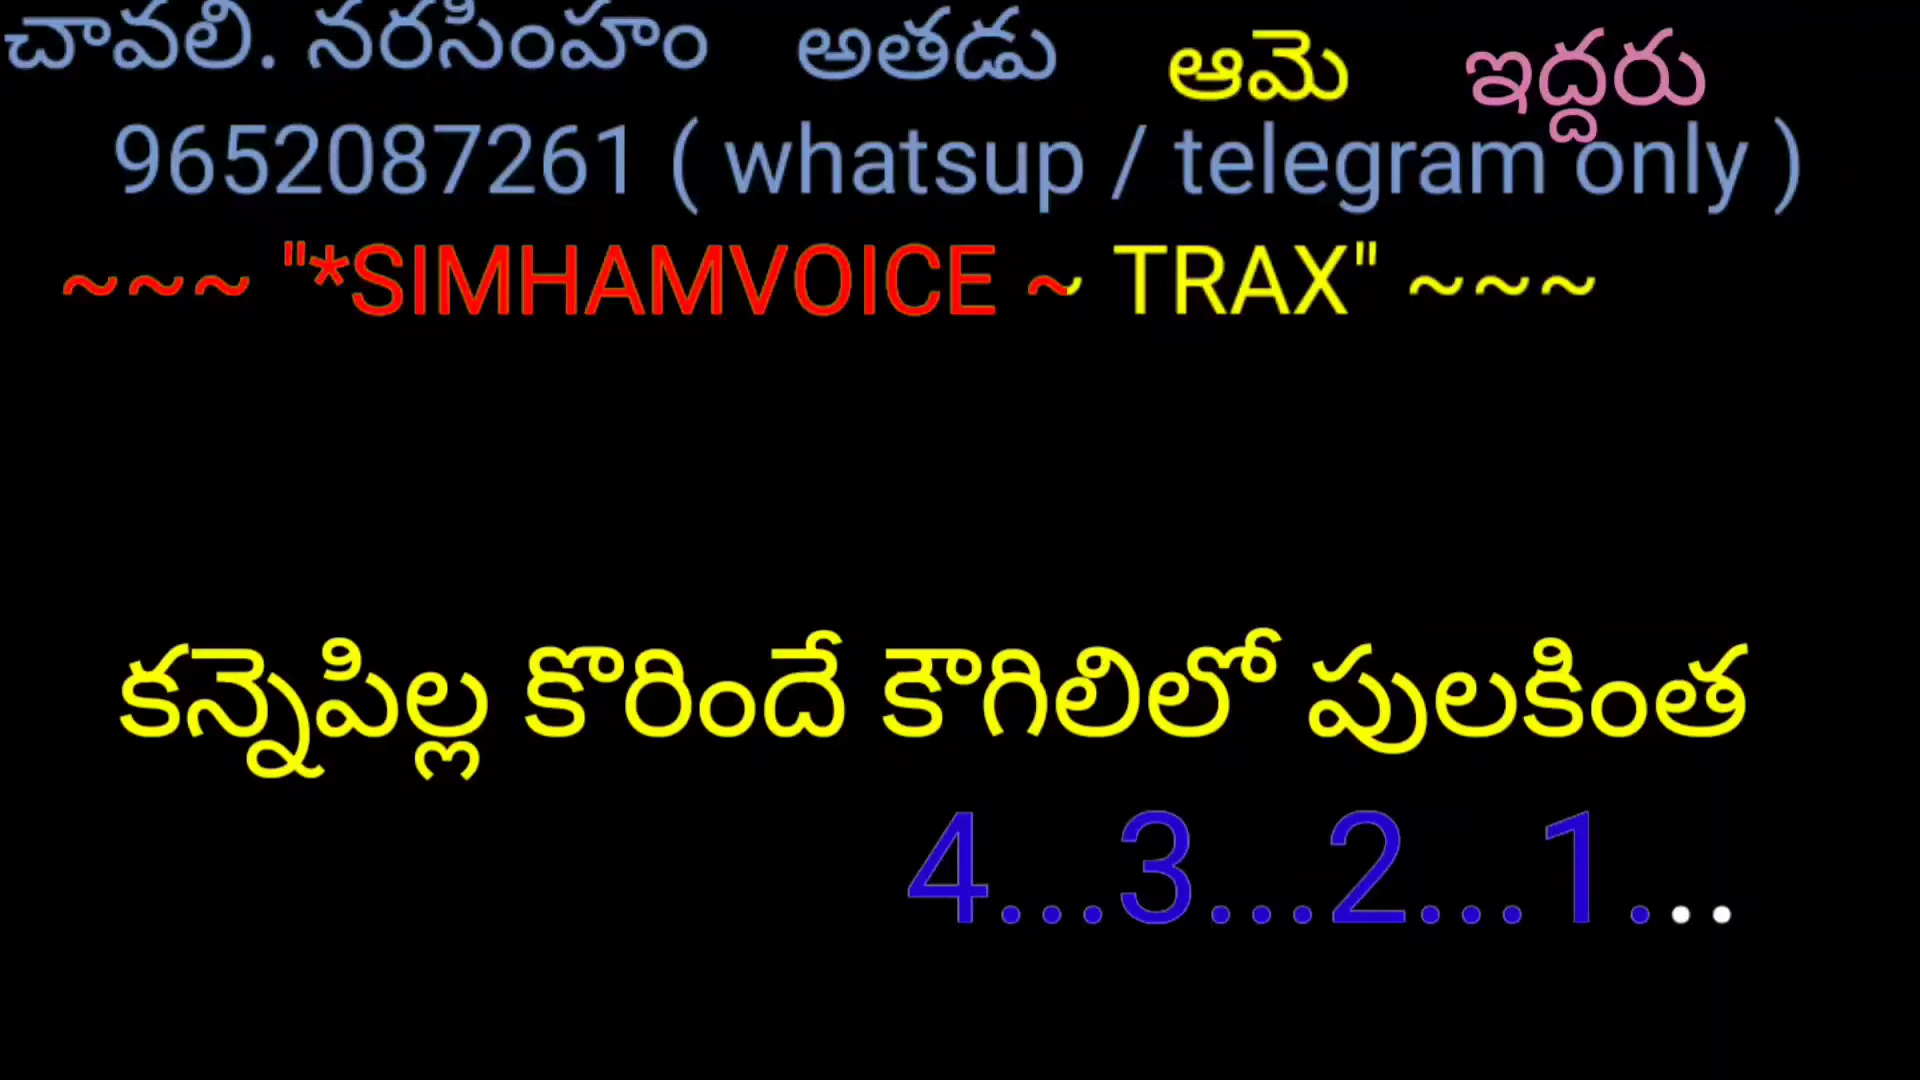 చావలి. నరసింహం అతడు ఆమె ఇద్దరు
9652087261 ( whatsup / telegram only )
~~~ "*SIMHAMVOICE ~ TRAX" ~~~
కన్నెపిల్ల కొరిందే కౌగిలిలో పులకింత
4...3...2...1...